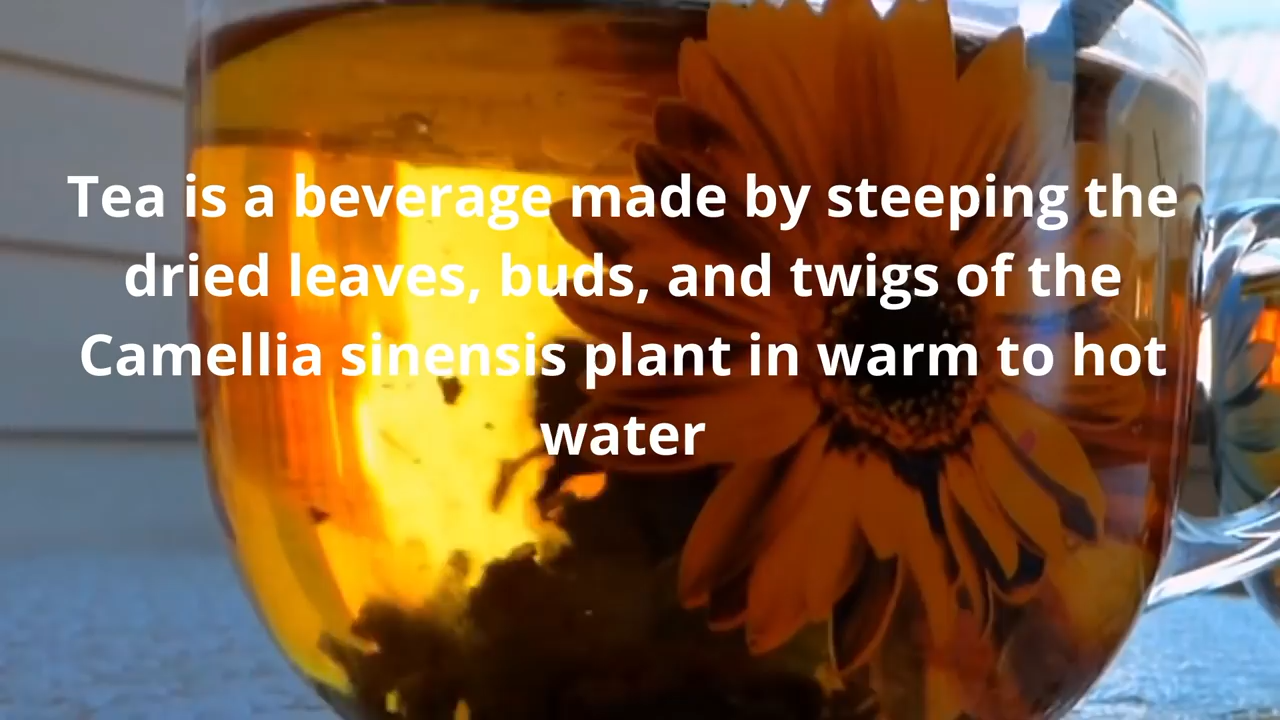 Tea is a beverage made by steeping the
dried leaves, buds, and twigs of the
Camellia sinensis plant in warm to hot
water